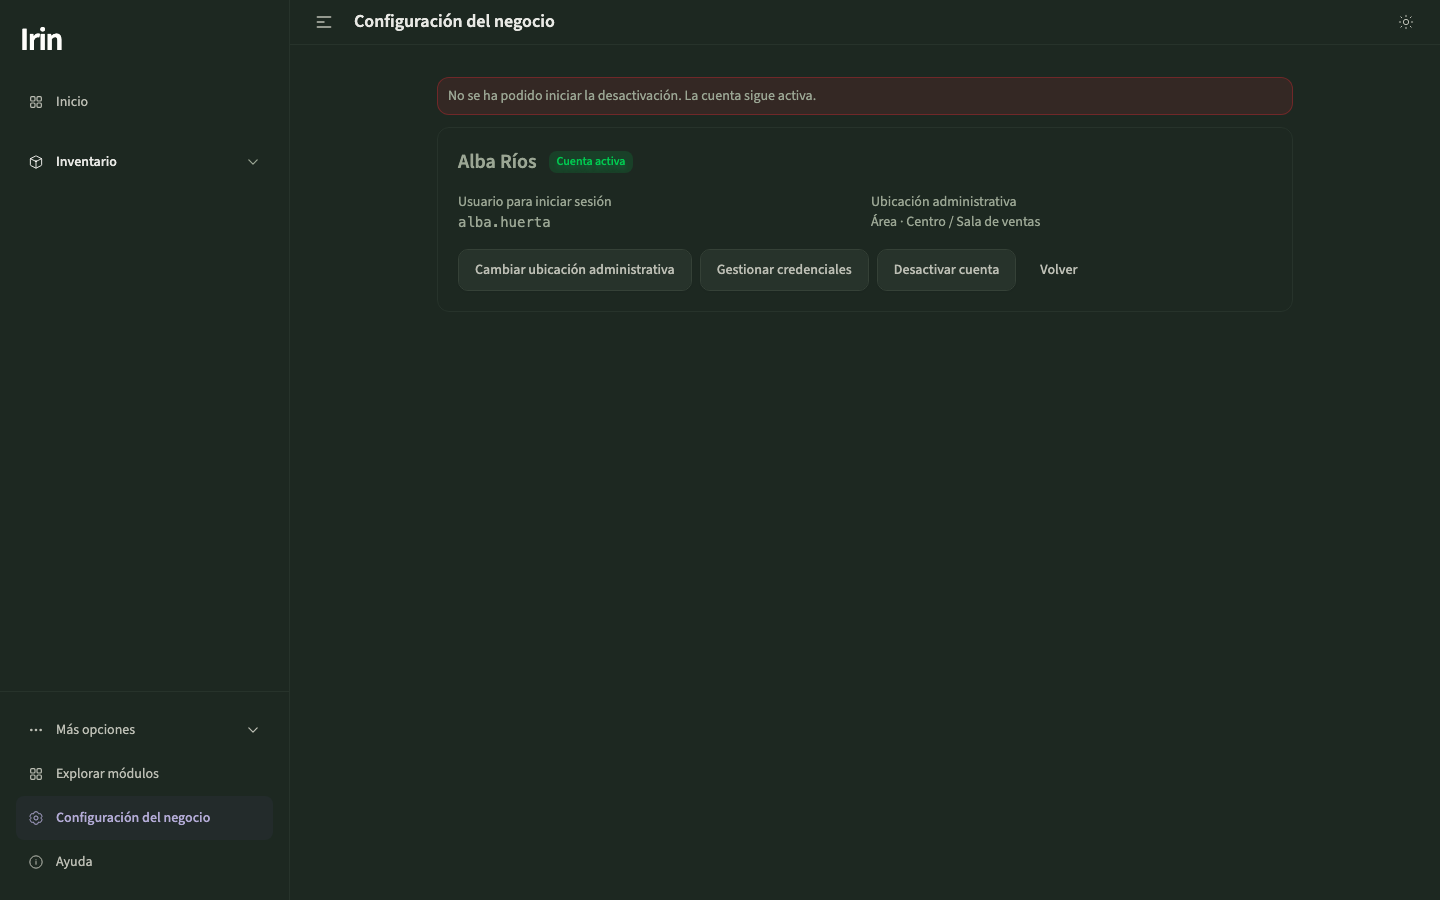 Irin
Configuración del negocio
Inicio
Inventario
No se ha podido iniciar la desactivación. La cuenta sigue activa.
Alba Ríos
Cuenta activa
Usuario para iniciar sesión
alba.huerta
Ubicación administrativa
Área · Centro / Sala de ventas
Cambiar ubicación administrativa
Gestionar credenciales
Desactivar cuenta
Volver
Más opciones
Explorar módulos
Configuración del negocio
Ayuda